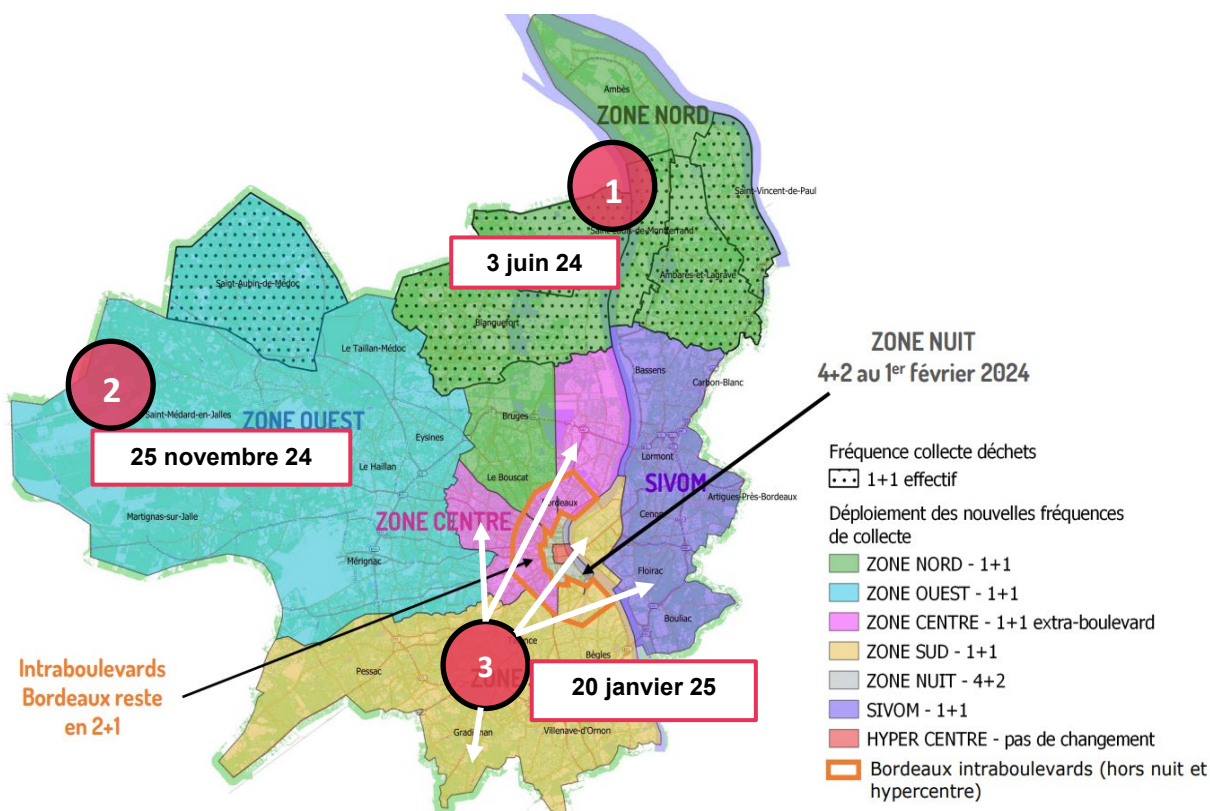 Ambès
ZONE NORD
1
Saint-Vincent-de-Paul
Saint-Louis-de-Montferrand
3 juin 24
Ambarès-et-Lagrave
Saint-Aubin-de-Médoc
Blanquefort
Le Taillan-Médoc
ZONE NUIT
4+2 au 1er février 2024
Bassens
Carbon-Blanc
2
Saint-Médard-en-Jalles
ZONE OUEST
Bruges
Eysines
25 novembre 24
Le Haillan
Lormont
Le Bouscat
SIVOM
Artigues-Près-Bordeaux
Bordeaux
Martignas-sur-Jalle
ZONE CENTRE
Cenon
Mérignac
Floirac
Bouliac
Intraboulevards
Bordeaux reste
en 2+1
3
Bègles
Pessac
ZONE
20 janvier 25
Gradignan
Villenave-d'Ornon
Fréquence collecte déchets
1+1 effectif
Déploiement des nouvelles fréquences
de collecte
ZONE NORD - 1+1
ZONE OUEST - 1+1
ZONE CENTRE - 1+1 extra-boulevard
ZONE SUD - 1+1
ZONE NUIT - 4+2
SIVOM - 1+1
HYPER CENTRE - pas de changement
Bordeaux intraboulevards (hors nuit et
hypercentre)